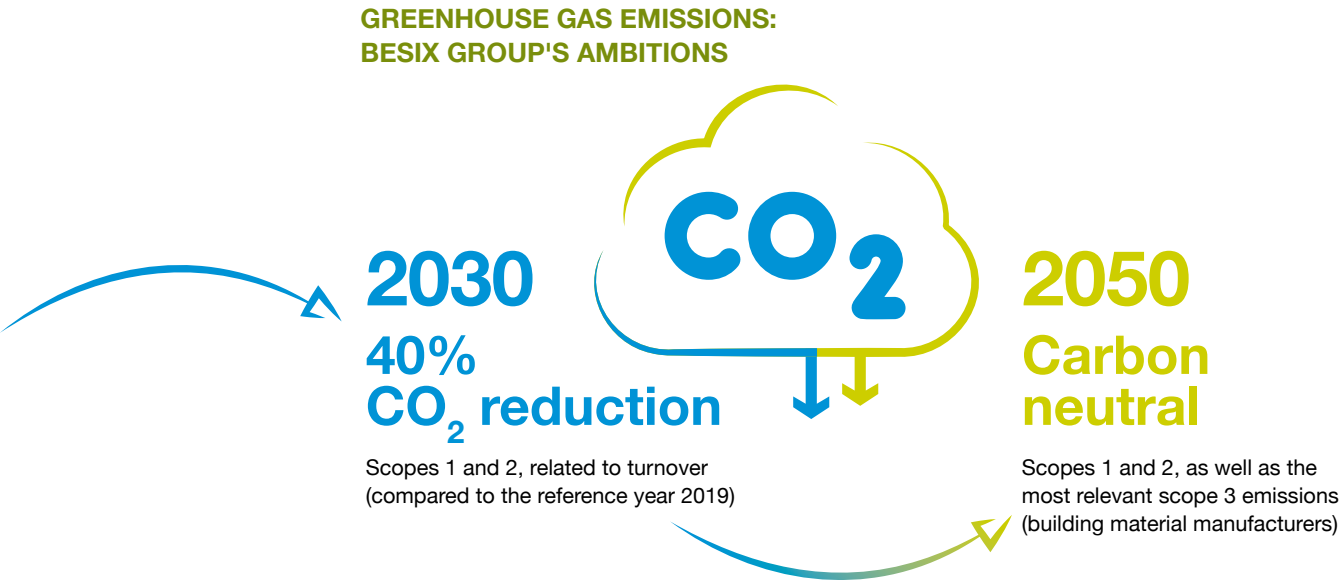 GREENHOUSE GAS EMISSIONS:
BESIX GROUP'S AMBITIONS
CO2
2030
40%
CO2 reduction
Scopes 1 and 2, related to turnover
(compared to the reference year 2019)
2050
Carbon
neutral
Scopes 1 and 2, as well as the
most relevant scope 3 emissions
(building material manufacturers)